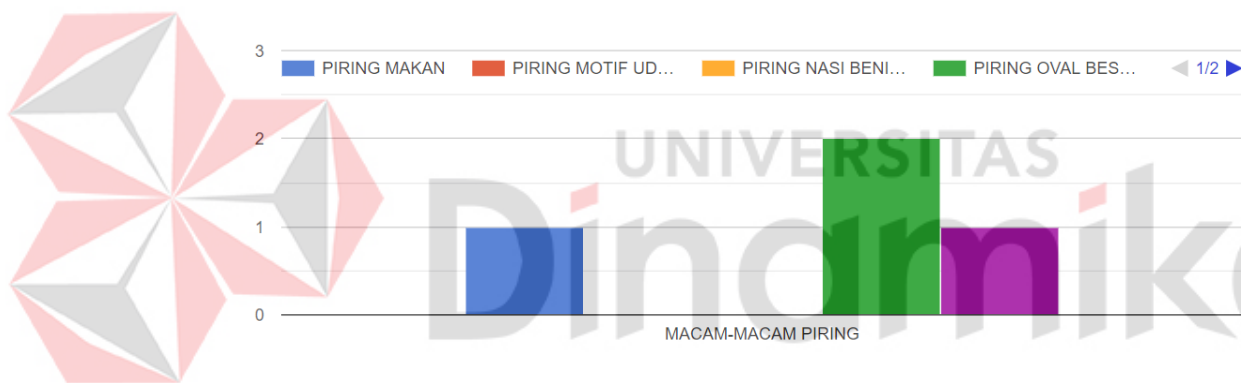 3
PIRING MAKAN PIRING MOTIF UD... PIRING NASI BENI... PIRING OVAL BES... 1/2
2
UNIVERSITAS
Dinamika
1
0
MACAM-MACAM PIRING